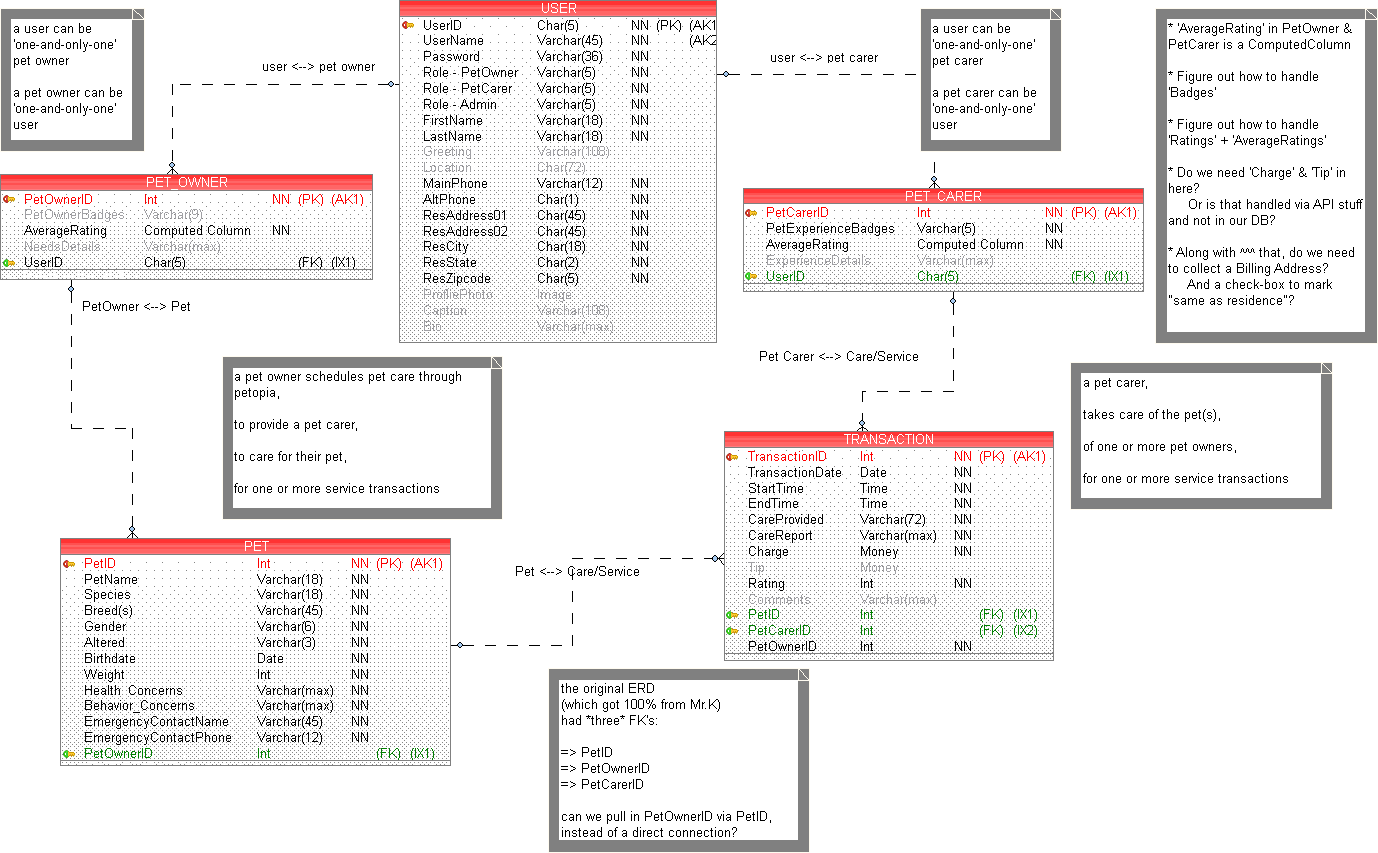 a user can be
'one-and-only-one'
pet owner
a pet owner can be
'one-and-only-one'
user
user <--> pet owner
USER
UserID Char(5) NN (PK) (AK1
UserName Varchar(45) NN (AK2
Password Varchar(36) NN
Role - PetOwner Varchar(5) NN
Role - PetCarer Varchar(5) NN
Role - Admin Varchar(5) NN
FirstName Varchar(18) NN
LastName Varchar(18) NN
Greeting Varchar(108)
Location Char(72)
MainPhone Varchar(12) NN
AltPhone Char(1) NN
ResAddress01 Char(45) NN
ResAddress02 Char(45) NN
ResCity Char(18) NN
ResState Char(2) NN
ResZipcode Char(5) NN
ProfilePhoto Image
Caption Varchar(108)
Bio Varchar(max)
user <--> pet carer
a user can be
'one-and-only-one'
pet carer
a pet carer can be
'one-and-only-one'
user
* 'AverageRating' in PetOwner &
PetCarer is a ComputedColumn
* Figure out how to handle
'Badges'
* Figure out how to handle
'Ratings' + 'AverageRatings'
* Do we need 'Charge' & 'Tip' in
here?
Or is that handled via API stuff
and not in our DB?
* Along with ^^^ that, do we need
to collect a Billing Address?
And a check-box to mark
"same as residence"?
PET_OWNER
PetOwnerID Int NN (PK) (AK1)
PetOwnerBadges Varchar(9)
AverageRating Computed Column NN
NeedsDetails Varchar(max)
UserID Char(5) (FK) (IX1)
PET_CARER
PetCarerID Int NN (PK) (AK1)
PetExperienceBadges Varchar(5) NN
AverageRating Computed Column NN
ExperienceDetails Varchar(max)
UserID Char(5) (FK) (IX1)
PetOwner <--> Pet
Pet Carer <--> Care/Service
a pet owner schedules pet care through
petopia,
to provide a pet carer,
to care for their pet,
for one or more service transactions
a pet carer,
takes care of the pet(s),
of one or more pet owners,
for one or more service transactions
TRANSACTION
TransactionID Int NN (PK) (AK1)
TransactionDate Date NN
StartTime Time NN
EndTime Time NN
CareProvided Varchar(72) NN
CareReport Varchar(max) NN
Charge Money NN
Tip Money
Rating Int NN
Comments Varchar(max)
PetID Int (FK) (IX1)
PetCarerID Int (FK) (IX2)
PetOwnerID Int NN
PET
PetID Int NN (PK) (AK1)
PetName Varchar(18) NN
Species Varchar(18) NN
Breed(s) Varchar(45) NN
Gender Varchar(6) NN
Altered Varchar(3) NN
Birthdate Date NN
Weight Int NN
Health_Concerns Varchar(max) NN
Behavior_Concerns Varchar(max) NN
EmergencyContactName Varchar(45) NN
EmergencyContactPhone Varchar(12) NN
PetOwnerID Int (FK) (IX1)
Pet <--> Care/Service
the original ERD
(which got 100% from Mr.K)
had *three* FK's:
=> PetID
=> PetOwnerID
=> PetCarerID
can we pull in PetOwnerID via PetID,
instead of a direct connection?